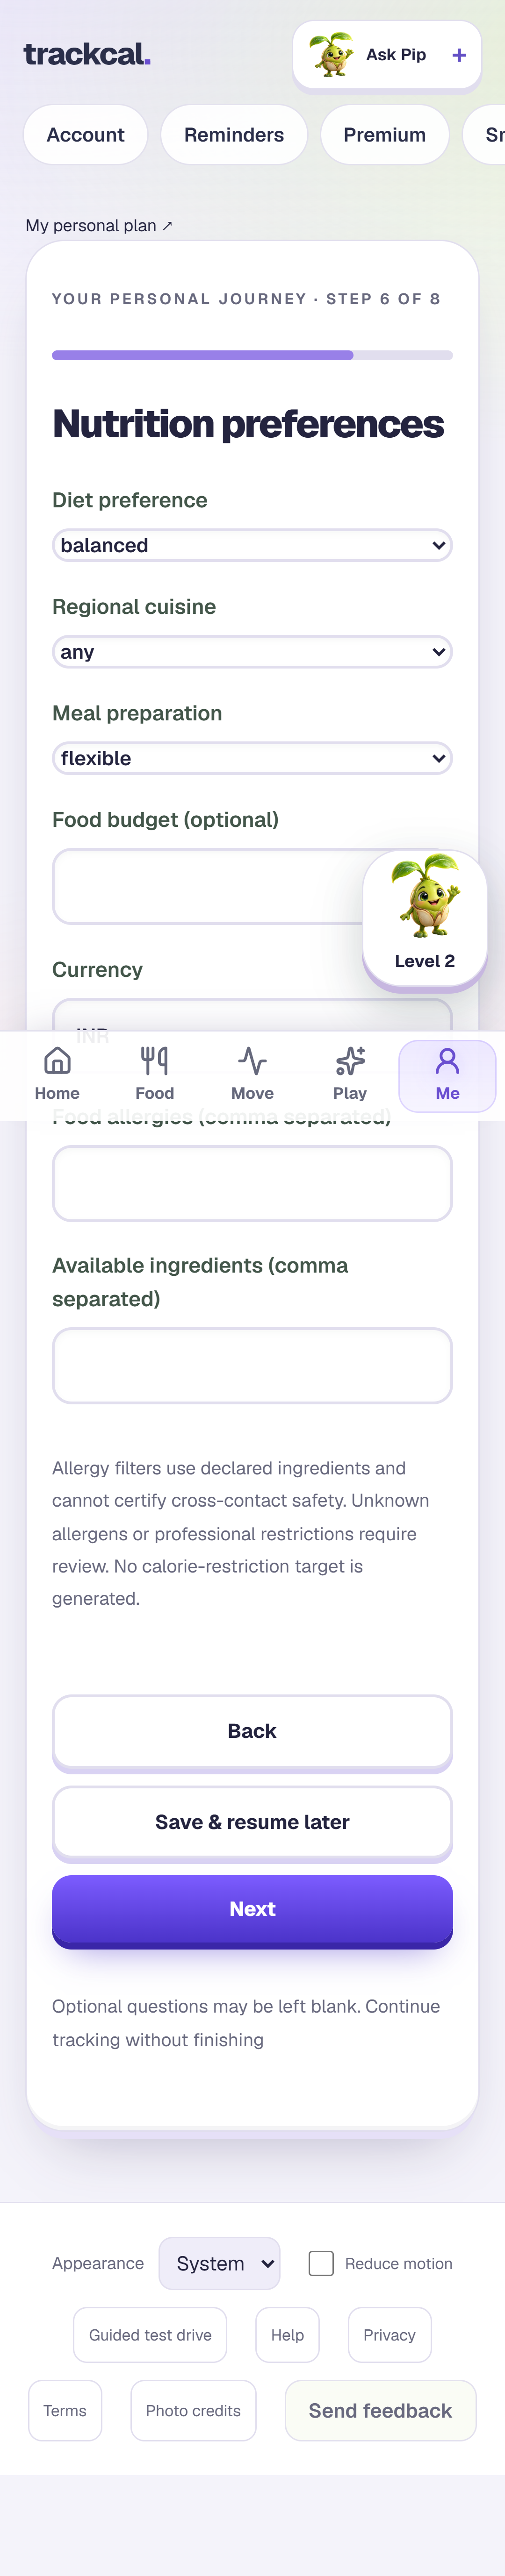 trackcal.
Ask Pip +
Account
Reminders
Premium
My personal plan ↗
YOUR PERSONAL JOURNEY · STEP 6 OF 8
Nutrition preferences
Diet preference
balanced
Regional cuisine
any
Meal preparation
flexible
Food budget (optional)
Level 2
Currency
INR
Home
Food
Move
Play
Me
Food allergies (comma separated)
Available ingredients (comma
separated)
Allergy filters use declared ingredients and
cannot certify cross-contact safety. Unknown
allergens or professional restrictions require
review. No calorie-restriction target is
generated.
Back
Save & resume later
Next
Optional questions may be left blank. Continue
tracking without finishing
Appearance
System
Reduce motion
Guided test drive
Help
Privacy
Terms
Photo credits
Send feedback